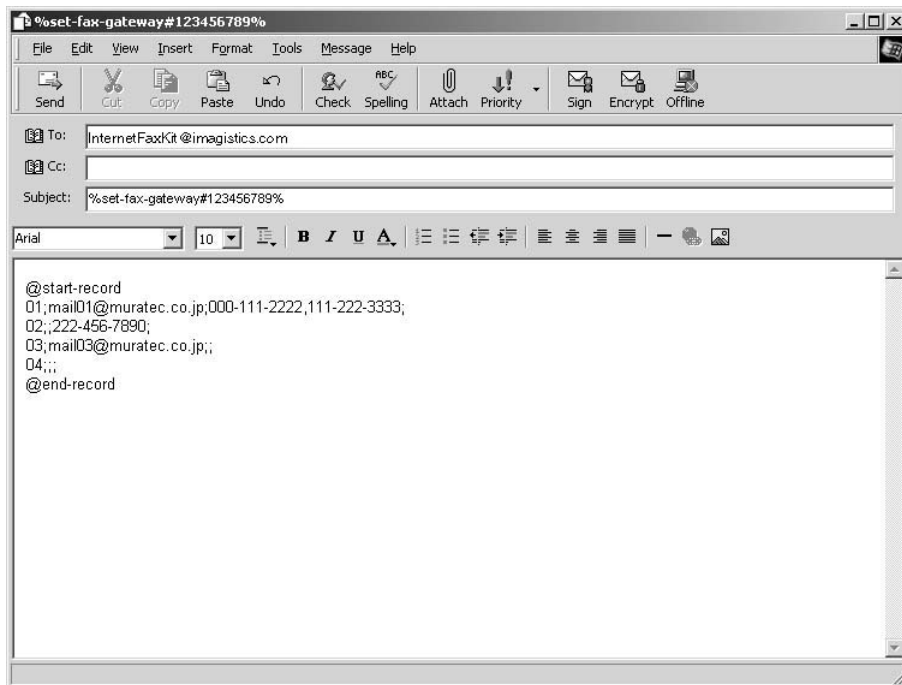 %set-fax-gateway#123456789%
File Edit View Insert Format Tools Message Help
Send Cut Copy Paste Undo Check ABC Spelling Attach Priority Sign Encrypt Offline
To: InternetFaxKit@imagistics.com
Cc:
Subject: %set-fax-gateway#123456789%
Arial 10 B I U A
@start-record
01;mail01@muratec.co.jp;000-111-2222,111-222-3333;
02;;222-456-7890;
03;mail03@muratec.co.jp;;
04;;;
@end-record